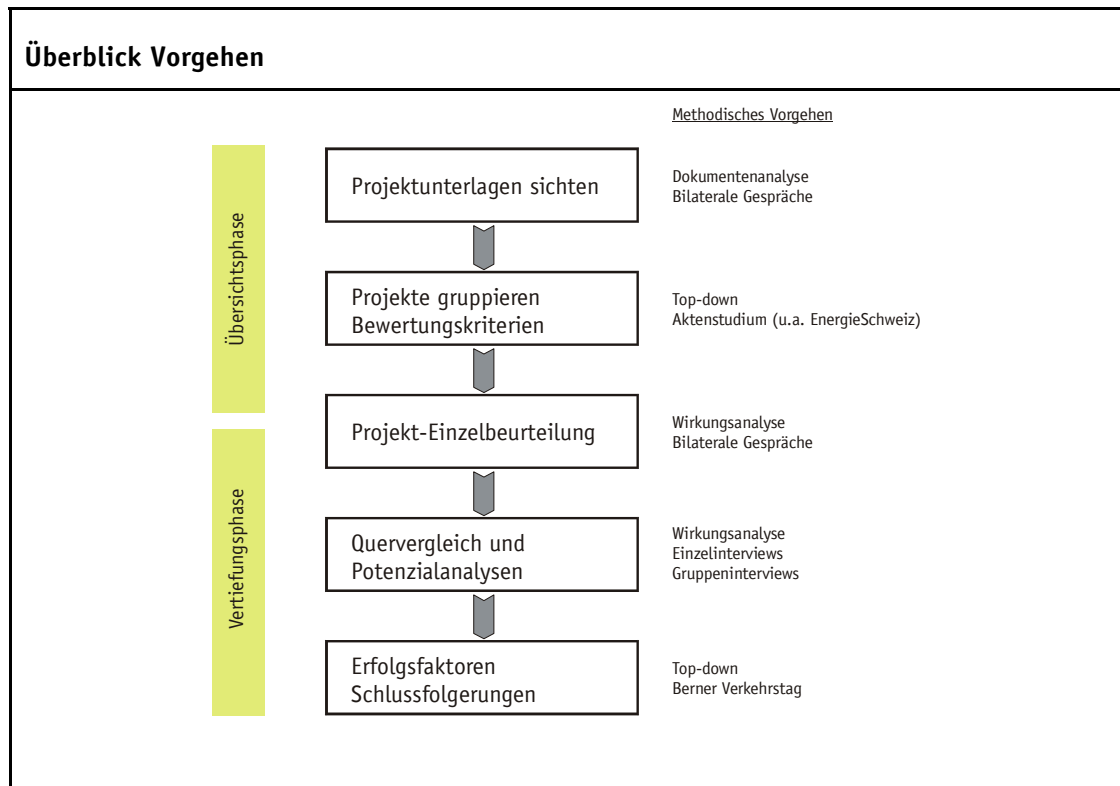 Überblick Vorgehen
Methodisches Vorgehen
Übersichtsphase
Projektunterlagen sichten
Dokumentenanalyse
Bilaterale Gespräche
Projekte gruppieren
Bewertungskriterien
Top-down
Aktenstudium (u.a. EnergieSchweiz)
Projekt-Einzelbeurteilung
Wirkungsanalyse
Bilaterale Gespräche
Vertiefungsphase
Quervergleich und
Potenzialanalysen
Wirkungsanalyse
Einzelinterviews
Gruppeninterviews
Erfolgsfaktoren
Schlussfolgerungen
Top-down
Berner Verkehrstag